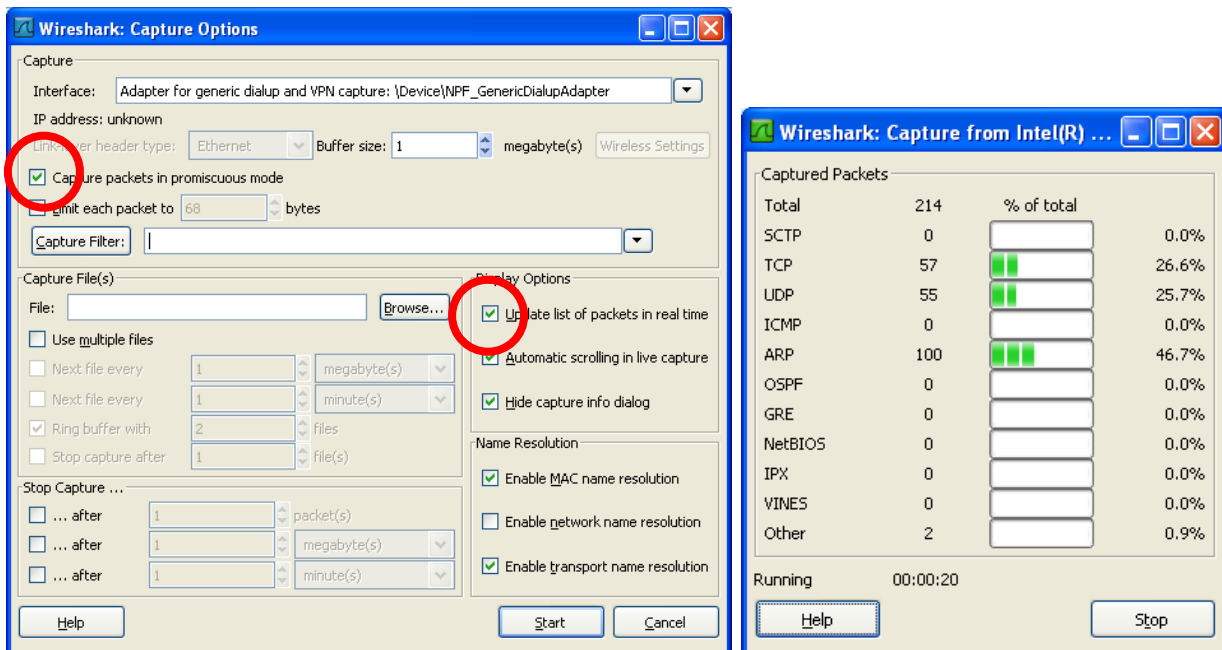 Wireshark: Capture Options
Capture
Interface: Adapter for generic dialup and VPN capture: \Device\NPF_GenericDialupAdapter
IP address: unknown
Link-layer header type: Ethernet Buffer size: 1 megabyte(s) Wireless Settings
Capture packets in promiscuous mode
Limit each packet to 68 bytes
Capture Filter:
Capture File(s)
File: Browse...
Use multiple files
Next file every 1 megabyte(s)
Next file every 1 minute(s)
Ring buffer with 2 files
Stop capture after 1 file(s)
Stop Capture ...
... after 1 packet(s)
... after 1 megabyte(s)
... after 1 minute(s)
Display Options
Update list of packets in real time
Automatic scrolling in live capture
Hide capture info dialog
Name Resolution
Enable MAC name resolution
Enable network name resolution
Enable transport name resolution
Help Start Cancel
Wireshark: Capture from Intel(R) ...
Captured Packets
Total 214 % of total
SCTP 0 0.0%
TCP 57 26.6%
UDP 55 25.7%
ICMP 0 0.0%
ARP 100 46.7%
OSPF 0 0.0%
GRE 0 0.0%
NetBIOS 0 0.0%
IPX 0 0.0%
VINES 0 0.0%
Other 2 0.9%
Running 00:00:20
Help Stop